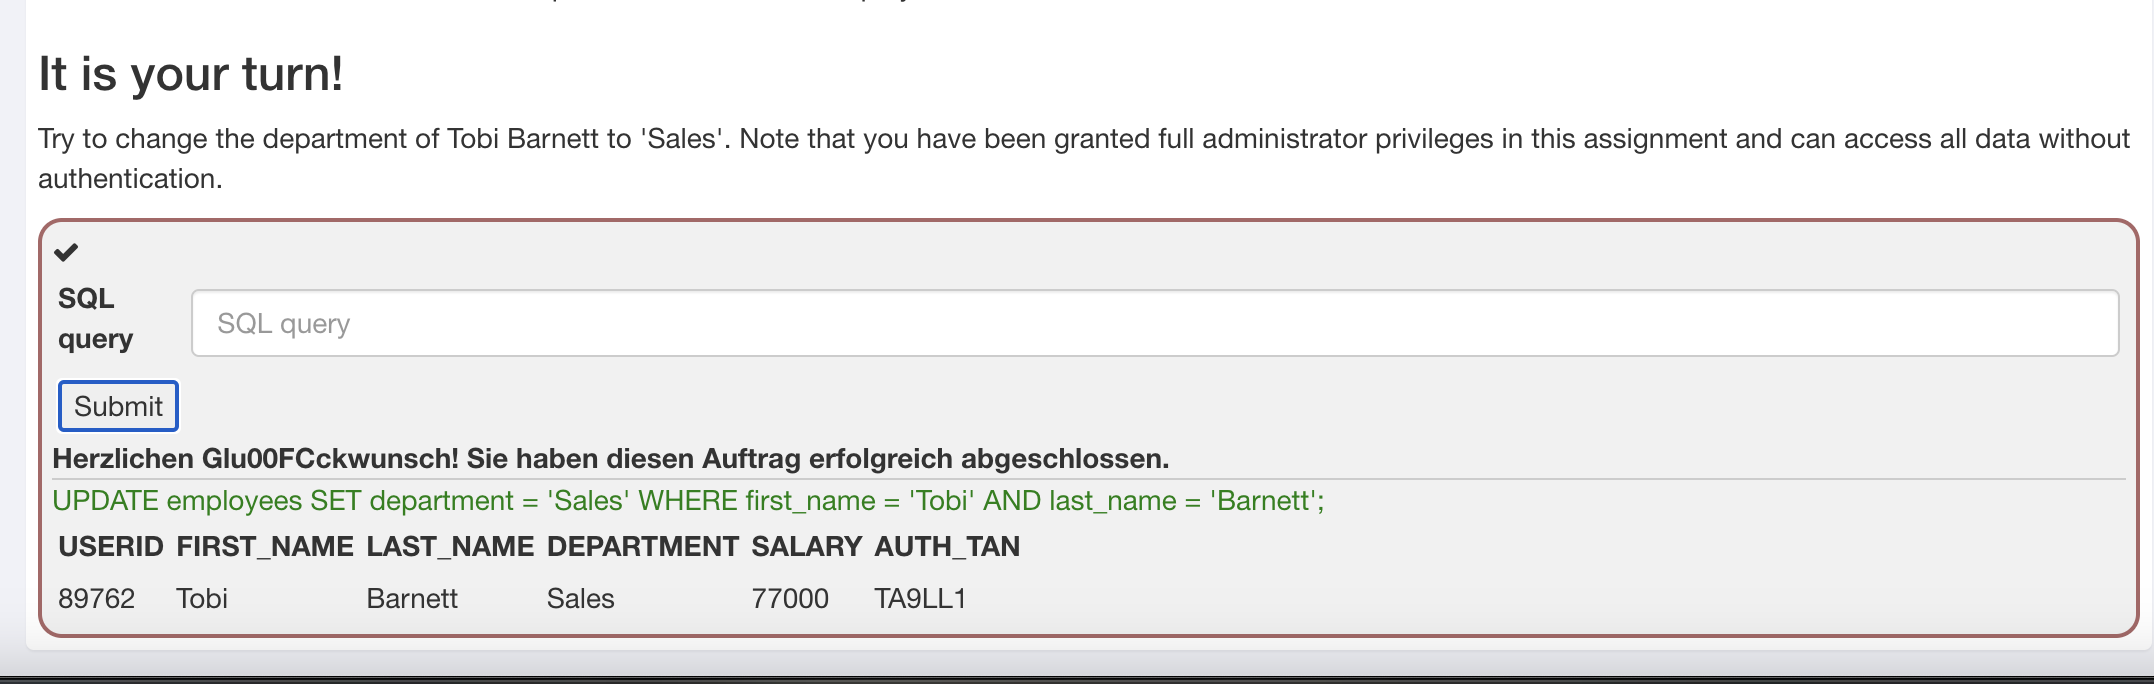 It is your turn!
Try to change the department of Tobi Barnett to 'Sales'. Note that you have been granted full administrator privileges in this assignment and can access all data without
authentication.
SQL
query
SQL query
Submit
Herzlichen Glu00FCckwunsch! Sie haben diesen Auftrag erfolgreich abgeschlossen.
UPDATE employees SET department = 'Sales' WHERE first_name = 'Tobi' AND last_name = 'Barnett';
USERID FIRST_NAME LAST_NAME DEPARTMENT SALARY AUTH_TAN
89762 Tobi Barnett Sales 77000 TA9LL1